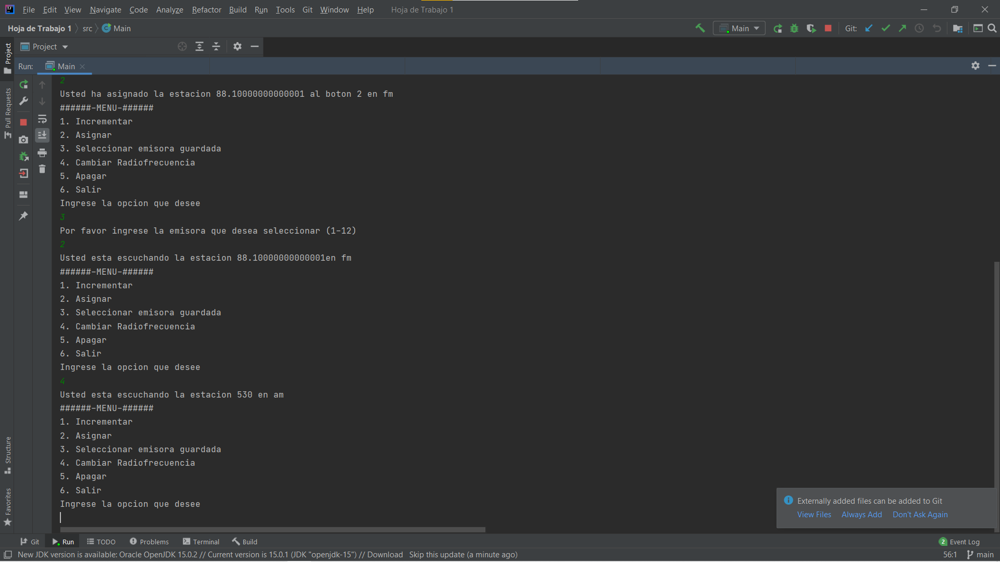 File Edit View Navigate Code Analyze Refactor Build Run Tools Git Window Help Hoja de Trabajo 1
Hoja de Trabajo 1 src Main Main Git:
Project
Run: Main
Project
Pull Requests
Structure
Favorites
2
Usted ha asignado la estacion 88.10000000000001 al boton 2 en fm
######-MENU-######
1. Incrementar
2. Asignar
3. Seleccionar emisora guardada
4. Cambiar Radiofrecuencia
5. Apagar
6. Salir
Ingrese la opcion que desee
3
Por favor ingrese la emisora que desea seleccionar (1-12)
2
Usted esta escuchando la estacion 88.10000000000001en fm
######-MENU-######
1. Incrementar
2. Asignar
3. Seleccionar emisora guardada
4. Cambiar Radiofrecuencia
5. Apagar
6. Salir
Ingrese la opcion que desee
4
Usted esta escuchando la estacion 530 en am
######-MENU-######
1. Incrementar
2. Asignar
3. Seleccionar emisora guardada
4. Cambiar Radiofrecuencia
5. Apagar
6. Salir
Ingrese la opcion que desee
Externally added files can be added to Git
View Files Always Add Don't Ask Again
Git Run TODO Problems Terminal Build 2 Event Log
New JDK version is available: Oracle OpenJDK 15.0.2 // Current version is 15.0.1 (JDK "openjdk-15") // Download Skip this update (a minute ago) 56:1 main